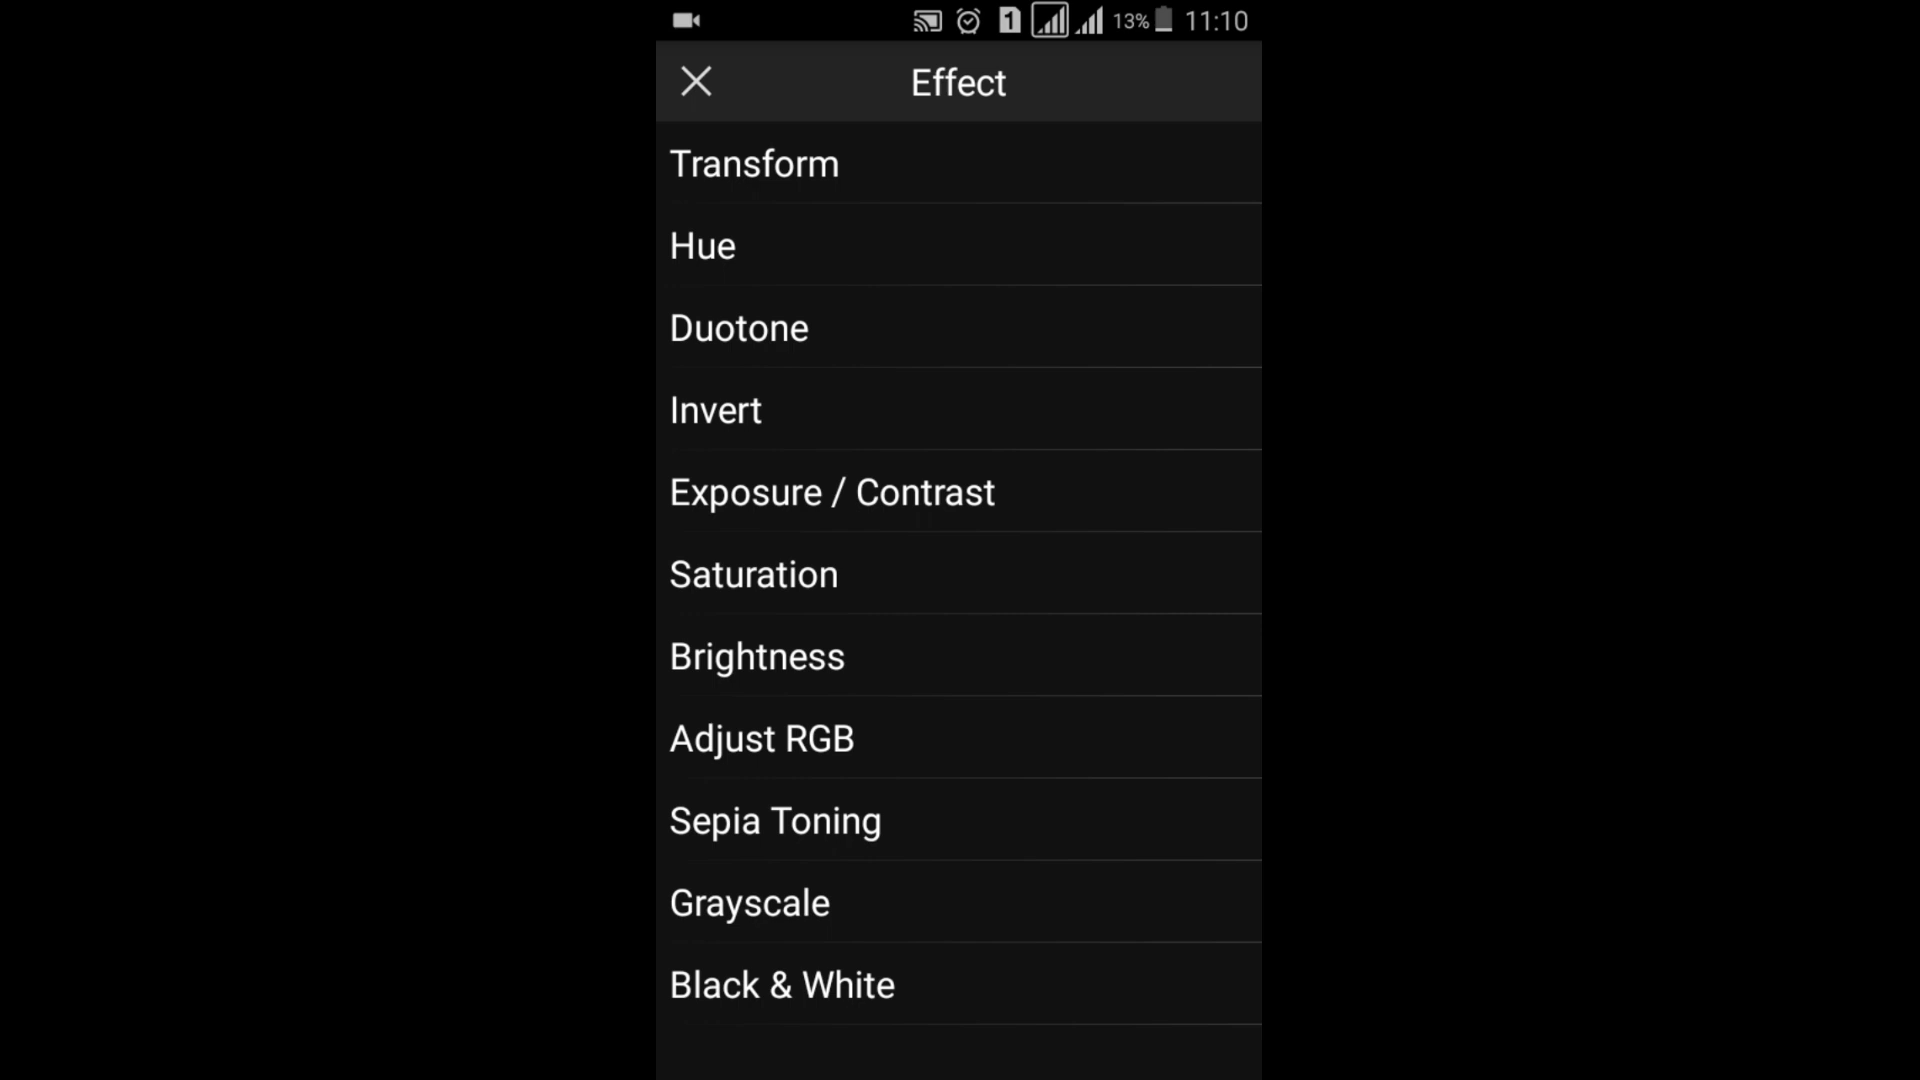 1 13% 11:10
Effect
Transform
Hue
Duotone
Invert
Exposure / Contrast
Saturation
Brightness
Adjust RGB
Sepia Toning
Grayscale
Black & White